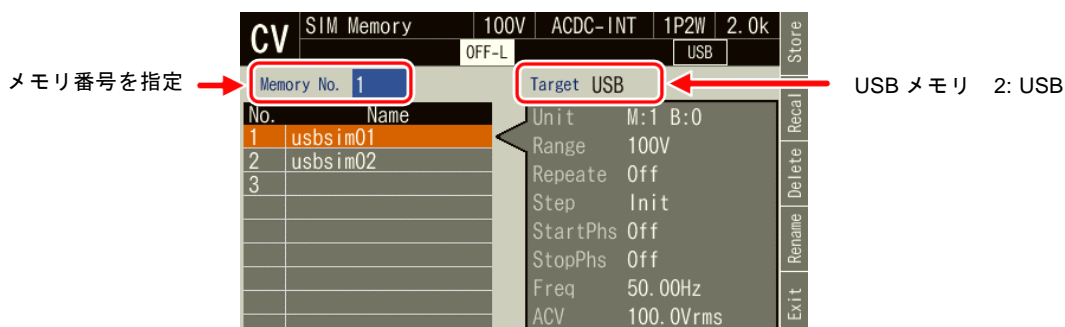 CV SIM Memory 100V ACDC-INT 1P2W 2.0k
OFF-L USB
メモリ番号を指定
Memory No. 1
Target USB
USB メモリ 2: USB
No. Name
1 usbsim01
2 usbsim02
3
Unit M:1 B:0
Range 100V
Repeate Off
Step Init
StartPhs Off
StopPhs Off
Freq 50.00Hz
ACV 100.0Vrms
Store
Recal
Delete
Rename
Exit